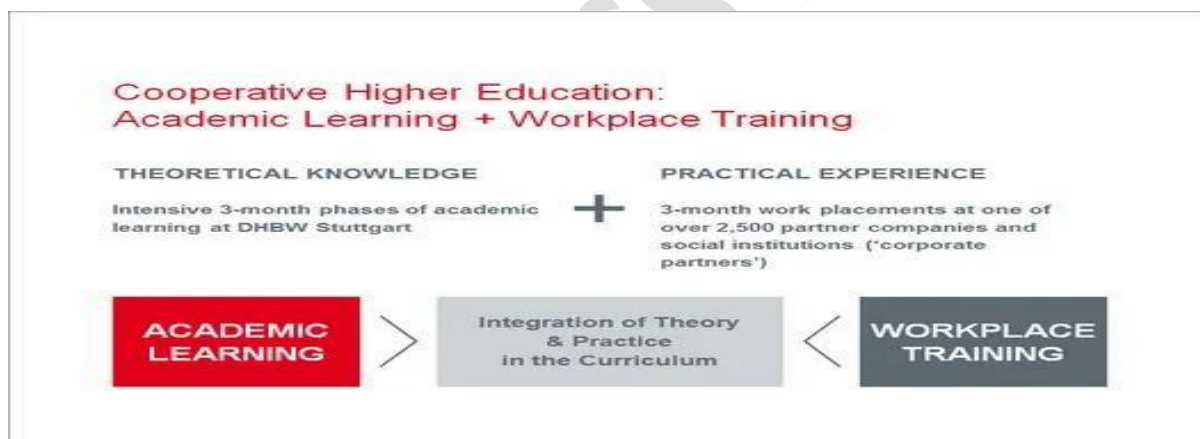 Cooperative Higher Education:
Academic Learning + Workplace Training
THEORETICAL KNOWLEDGE
Intensive 3-month phases of academic
learning at DHBW Stuttgart
+
PRACTICAL EXPERIENCE
3-month work placements at one of
over 2,500 partner companies and
social institutions (‘corporate
partners’)
ACADEMIC
LEARNING
Integration of Theory
& Practice
in the Curriculum
WORKPLACE
TRAINING